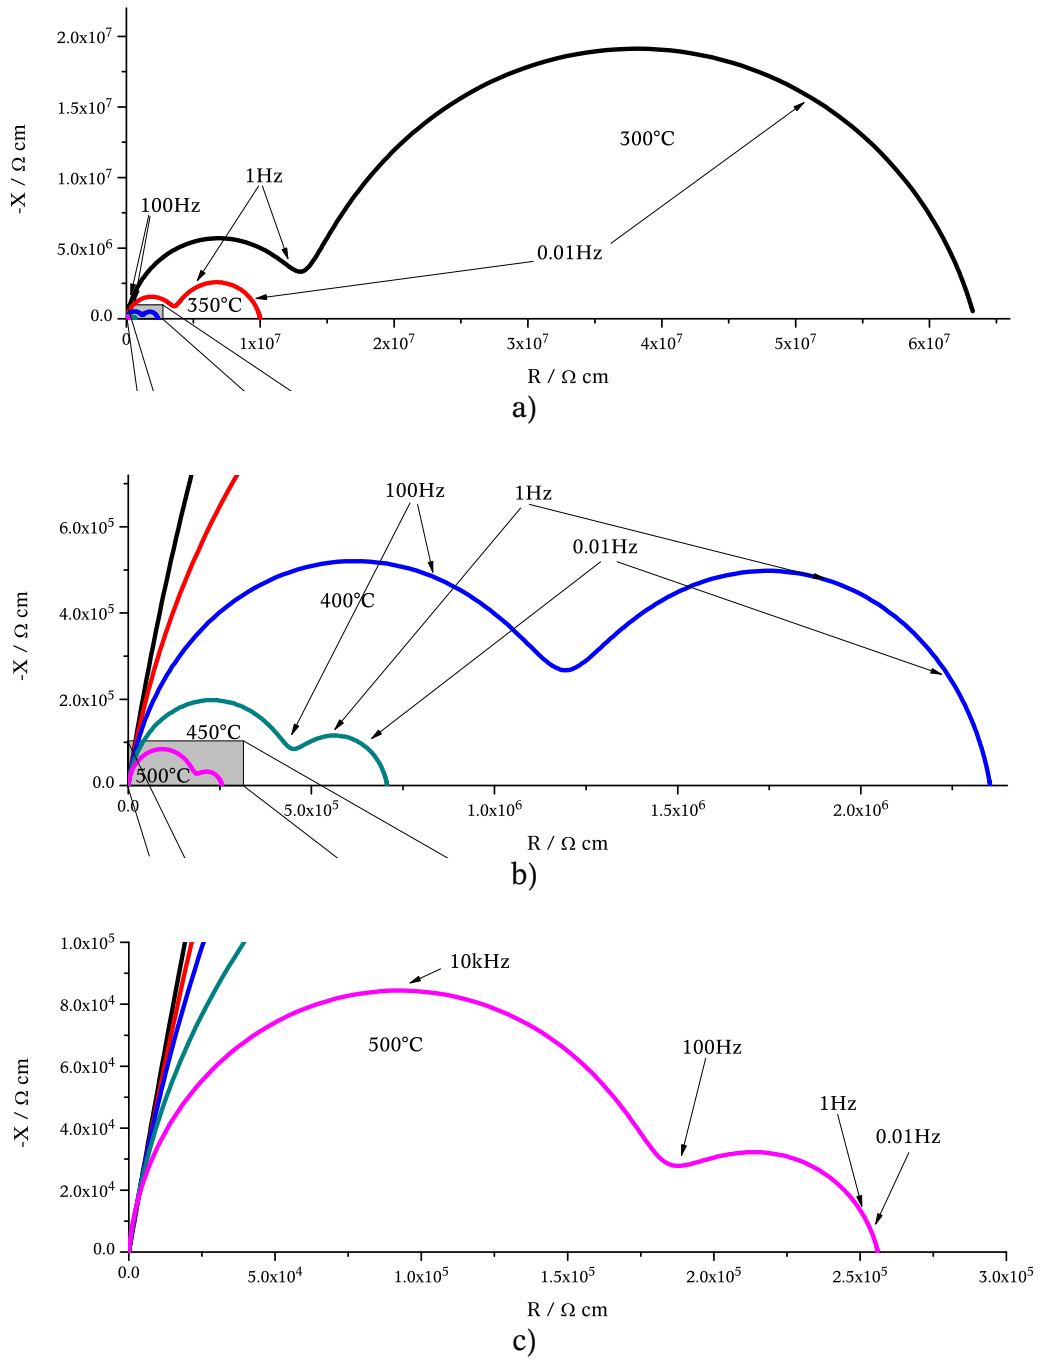 2.0x10⁷
1.5x10⁷
1.0x10⁷
5.0x10⁶
0.0
-X / Ω cm
100Hz
1Hz
300°C
0.01Hz
350°C
0
1x10⁷
2x10⁷
3x10⁷
4x10⁷
5x10⁷
6x10⁷
R / Ω cm
a)
6.0x10⁵
4.0x10⁵
2.0x10⁵
0.0
-X / Ω cm
100Hz
1Hz
0.01Hz
400°C
450°C
500°C
0.0
5.0x10⁵
1.0x10⁶
1.5x10⁶
2.0x10⁶
R / Ω cm
b)
1.0x10⁵
8.0x10⁴
6.0x10⁴
4.0x10⁴
2.0x10⁴
0.0
-X / Ω cm
10kHz
500°C
100Hz
1Hz
0.01Hz
0.0
5.0x10⁴
1.0x10⁵
1.5x10⁵
2.0x10⁵
2.5x10⁵
3.0x10⁵
R / Ω cm
c)